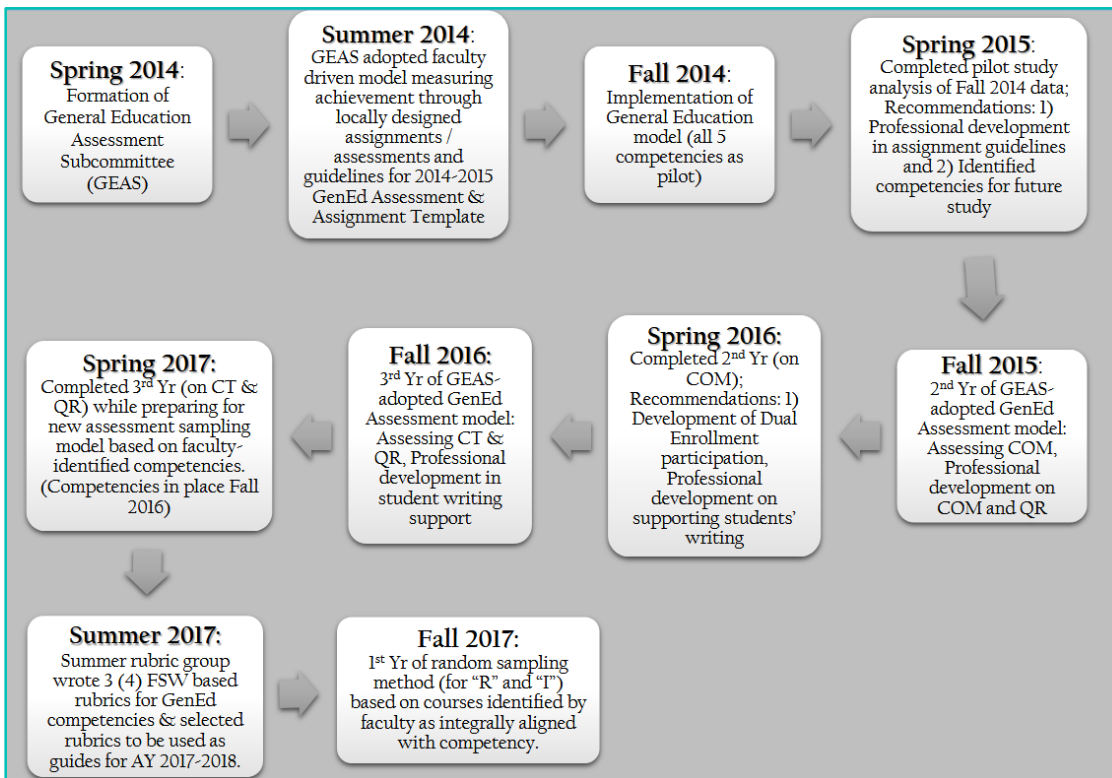 Spring 2014:
Formation of
General Education
Assessment
Subcommittee
(GEAS)
Summer 2014:
GEAS adopted faculty
driven model measuring
achievement through
locally designed
assignments /
assessments and
guidelines for 2014-2015
GenEd Assessment &
Assignment Template
Fall 2014:
Implementation of
General Education
model (all 5
competencies as
pilot)
Spring 2015:
Completed pilot study
analysis of Fall 2014 data;
Recommendations: 1)
Professional development
in assignment guidelines
and 2) Identified
competencies for future
study
Fall 2015:
2nd Yr of GEAS-
adopted GenEd
Assessment model:
Assessing COM,
Professional
development on
COM and QR
Spring 2016:
Completed 2nd Yr (on
COM);
Recommendations: 1)
Development of Dual
Enrollment
participation,
Professional
development on
supporting students’
writing
Fall 2016:
3rd Yr of GEAS-
adopted GenEd
Assessment model:
Assessing CT &
QR, Professional
development in
student writing
support
Spring 2017:
Completed 3rd Yr (on CT &
QR) while preparing for
new assessment sampling
model based on faculty-
identified competencies.
(Competencies in place Fall
2016)
Summer 2017:
Summer rubric group
wrote 3 (4) FSW based
rubrics for GenEd
competencies & selected
rubrics to be used as
guides for AY 2017-2018.
Fall 2017:
1st Yr of random sampling
method (for “R” and “I”)
based on courses identified by
faculty as integrally aligned
with competency.